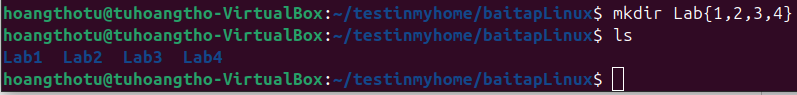 hoangthotu@tuhoangtho-VirtualBox:~/testinmyhome/baitapLinux$ mkdir Lab{1,2,3,4}
hoangthotu@tuhoangtho-VirtualBox:~/testinmyhome/baitapLinux$ ls
Lab1  Lab2  Lab3  Lab4
hoangthotu@tuhoangtho-VirtualBox:~/testinmyhome/baitapLinux$